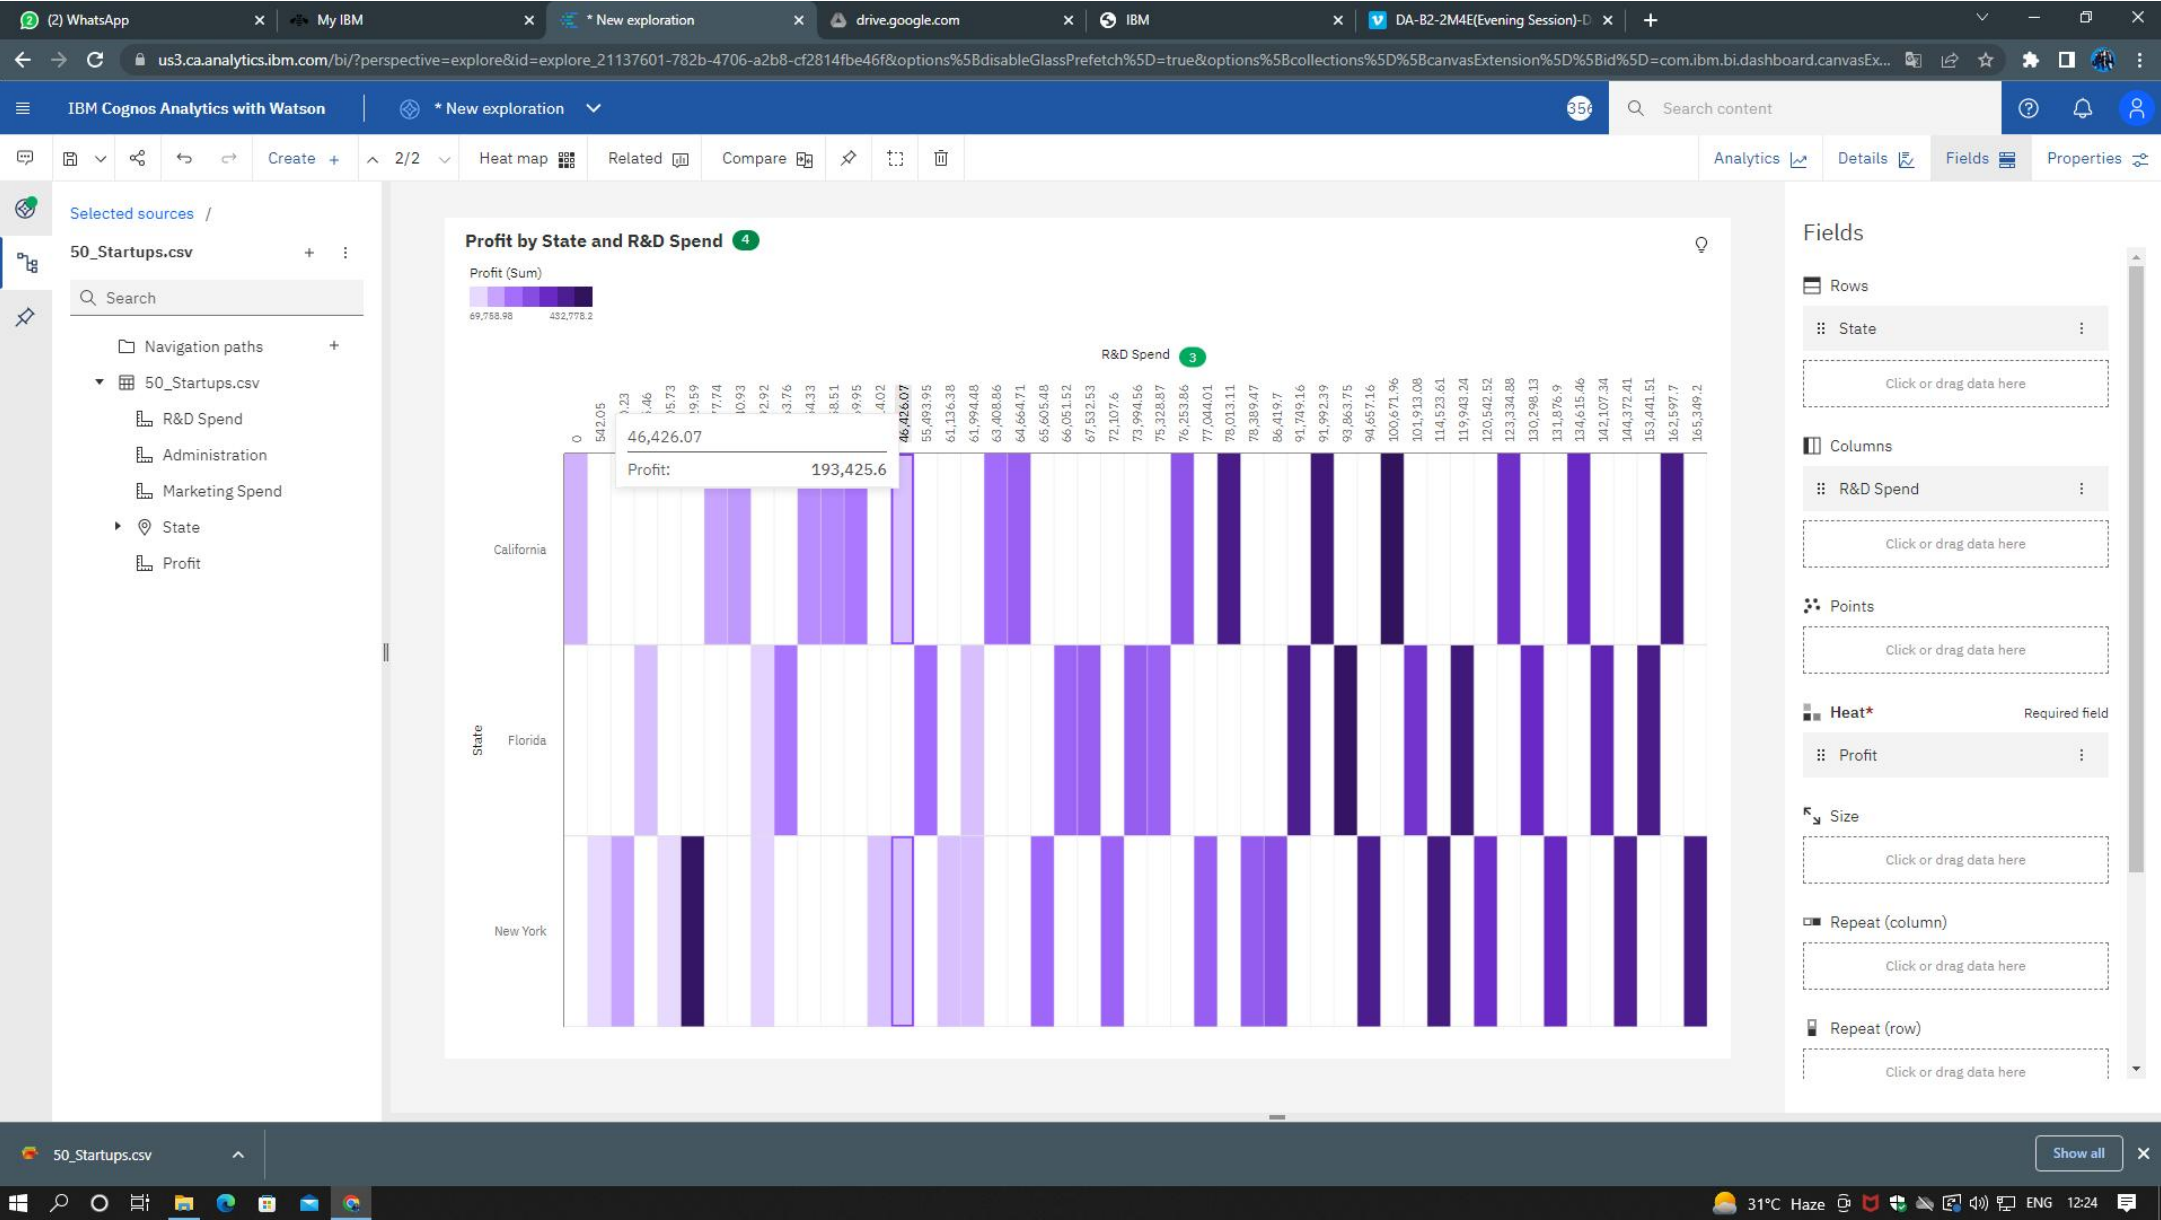 (2) WhatsApp
My IBM
* New exploration
drive.google.com
IBM
DA-B2-2M4E(Evening Session)-D
us3.ca.analytics.ibm.com/bi/?perspective=explore&id=explore_21137601-782b-4706-a2b8-cf2814fbe46f&options%5BdisableGlassPrefetch%5D=true&options%5Bcollections%5D%5BcanvasExtension%5D%5Bid%5D=com.ibm.bi.dashboard.canvasEx...
IBM Cognos Analytics with Watson
* New exploration
356
Search content
Create +
2/2
Heat map
Related
Compare
Analytics
Details
Fields
Properties
Selected sources /
50_Startups.csv
Search
Navigation paths
50_Startups.csv
R&D Spend
Administration
Marketing Spend
State
Profit
Profit by State and R&D Spend 4
Profit (Sum)
69,758.98 432,778.2
R&D Spend 3
0
542.05
55,493.95
61,136.38
61,994.48
63,408.86
64,664.71
65,605.48
66,051.52
67,532.53
72,107.6
73,994.56
75,328.87
76,253.86
77,044.01
78,013.11
78,389.47
86,419.7
91,749.16
91,992.39
93,863.75
94,657.16
100,671.96
101,913.08
114,523.61
119,943.24
120,542.52
123,334.88
130,298.13
131,876.9
134,615.46
142,107.34
144,372.41
153,441.51
162,597.7
165,349.2
46,426.07
46,426.07
Profit: 193,425.6
State
California
Florida
New York
Fields
Rows
State
Click or drag data here
Columns
R&D Spend
Click or drag data here
Points
Click or drag data here
Heat* Required field
Profit
Size
Click or drag data here
Repeat (column)
Click or drag data here
Repeat (row)
Click or drag data here
50_Startups.csv
Show all
31°C Haze
ENG 12:24